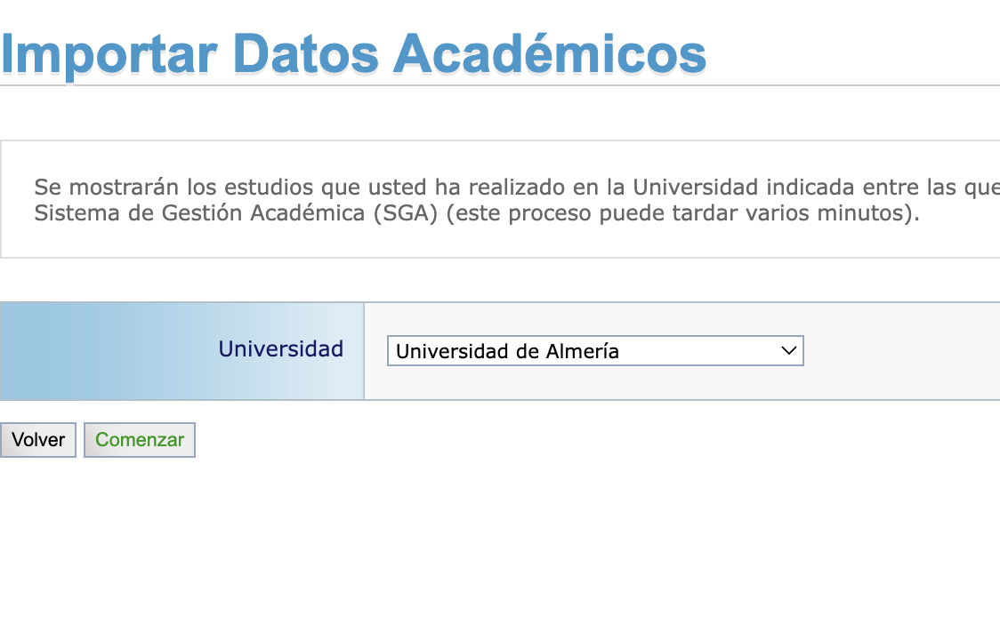 Importar Datos Académicos
Se mostrarán los estudios que usted ha realizado en la Universidad indicada entre las que
Sistema de Gestión Académica (SGA) (este proceso puede tardar varios minutos).
Universidad
Universidad de Almería
Volver
Comenzar